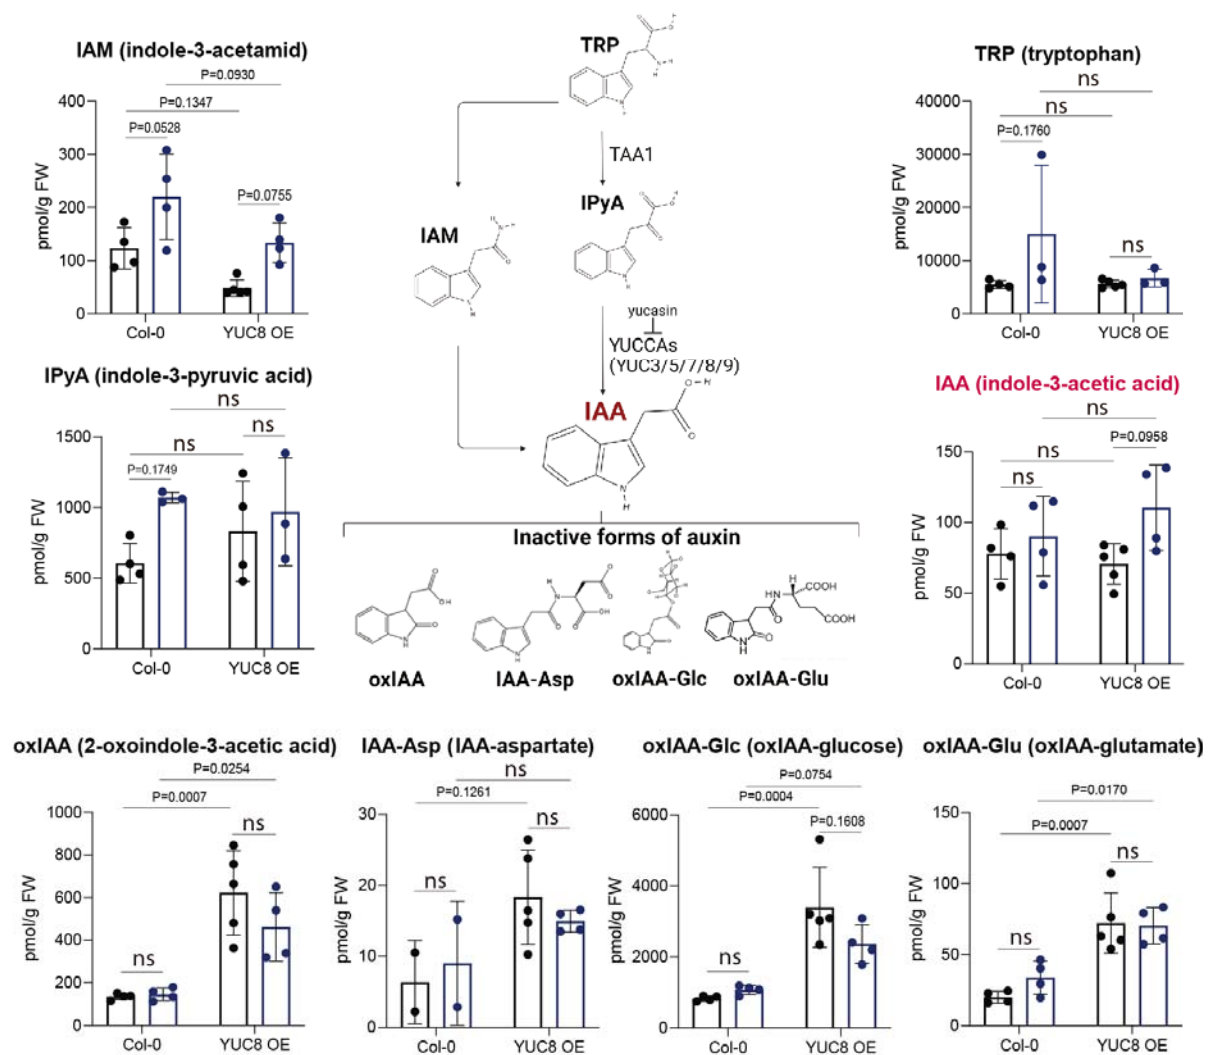 IAM (indole-3-acetamid)
P=0.0930
P=0.1347
P=0.0528
P=0.0755
400
300
200
100
0
pmol/g FW
Col-0
YUC8 OE
TRP
TAA1
IPyA
IAM
yucasin
YUCCAs
(YUC3/5/7/8/9)
IAA
TRP (tryptophan)
ns
ns
P=0.1760
ns
40000
30000
20000
10000
0
pmol/g FW
Col-0
YUC8 OE
IPyA (indole-3-pyruvic acid)
ns
ns
ns
P=0.1749
1500
1000
500
0
pmol/g FW
Col-0
YUC8 OE
IAA (indole-3-acetic acid)
ns
P=0.0958
ns
ns
150
100
50
0
pmol/g FW
Col-0
YUC8 OE
Inactive forms of auxin
oxIAA
IAA-Asp
oxIAA-Glc
oxIAA-Glu
oxIAA (2-oxoindole-3-acetic acid)
P=0.0254
P=0.0007
ns
ns
1000
800
600
400
200
0
pmol/g FW
Col-0
YUC8 OE
IAA-Asp (IAA-aspartate)
ns
P=0.1261
ns
ns
30
20
10
0
pmol/g FW
Col-0
YUC8 OE
oxIAA-Glc (oxIAA-glucose)
P=0.0754
P=0.0004
P=0.1608
ns
6000
4000
2000
0
pmol/g FW
Col-0
YUC8 OE
oxIAA-Glu (oxIAA-glutamate)
P=0.0170
P=0.0007
ns
ns
150
100
50
0
pmol/g FW
Col-0
YUC8 OE